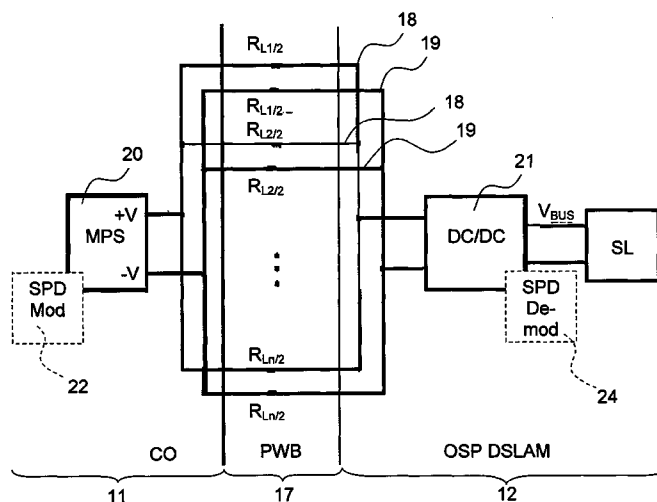 18
R_L1/2
19
R_L1/2-
18
R_L2/2
19
20
21
R_L2/2
+V
V_BUS
MPS
DC/DC
SL
-V
SPD
Mod
SPD
De-
mod
R_Ln/2
22
24
R_Ln/2
CO
PWB
OSP DSLAM
11
17
12